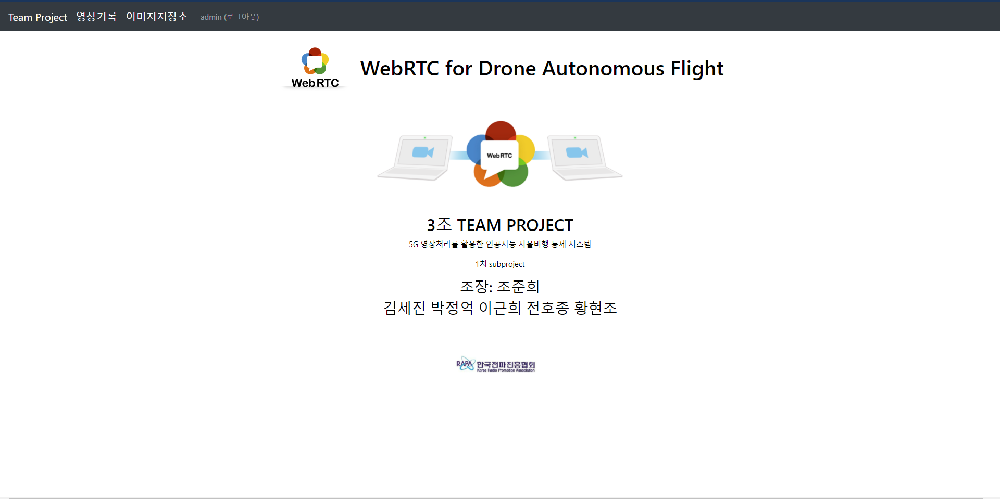 Team Project 영상기록 이미지저장소 admin (로그아웃)
WebRTC
WebRTC for Drone Autonomous Flight
WebRTC
3조 TEAM PROJECT
5G 영상처리를 활용한 인공지능 자율비행 통제 시스템
1치 subproject
조장: 조준희
김세진 박정억 이근희 전호종 황현조
RAPA 한국전파진흥협회
Korea Radio Promotion Association